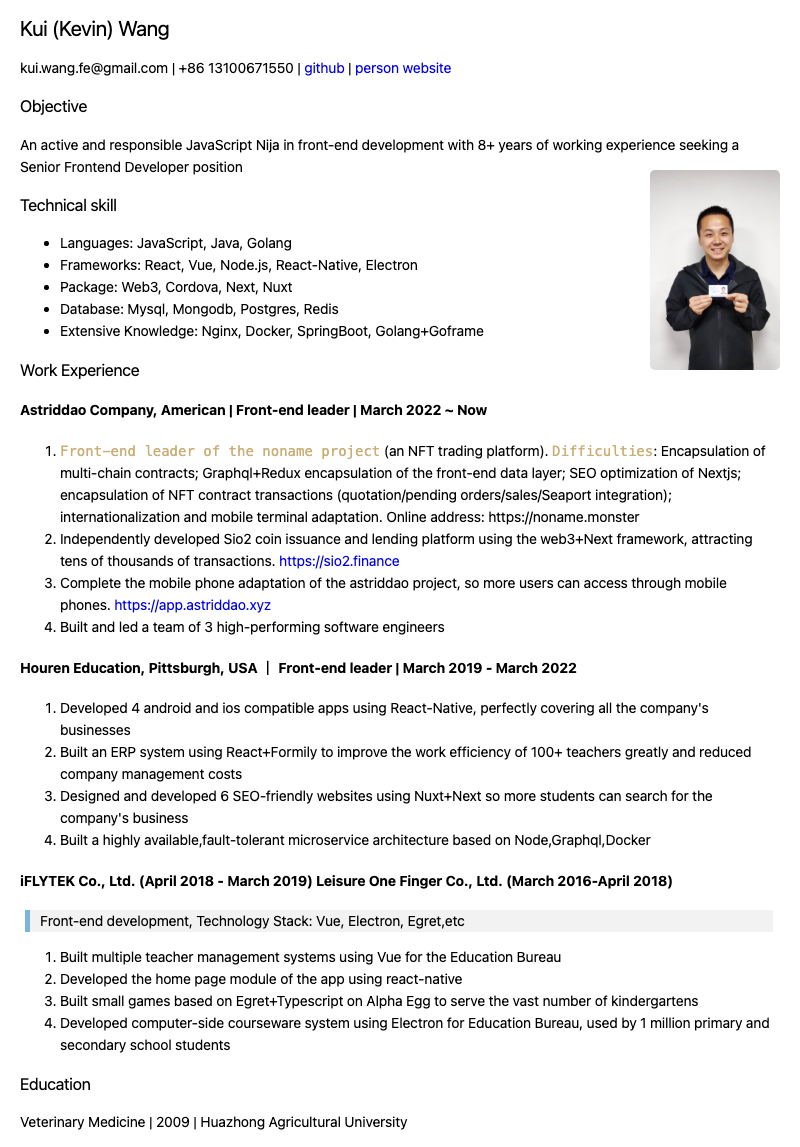 Kui (Kevin) Wang
kui.wang.fe@gmail.com | +86 13100671550 | github | person website
Objective
An active and responsible JavaScript Nija in front-end development with 8+ years of working experience seeking a
Senior Frontend Developer position
Technical skill
• Languages: JavaScript, Java, Golang
• Frameworks: React, Vue, Node.js, React-Native, Electron
• Package: Web3, Cordova, Next, Nuxt
• Database: Mysql, Mongodb, Postgres, Redis
• Extensive Knowledge: Nginx, Docker, SpringBoot, Golang+Goframe
Work Experience
Astriddao Company, American | Front-end leader | March 2022 ~ Now
1. Front-end leader of the noname project (an NFT trading platform). Difficulties: Encapsulation of
multi-chain contracts; Graphql+Redux encapsulation of the front-end data layer; SEO optimization of Nextjs;
encapsulation of NFT contract transactions (quotation/pending orders/sales/Seaport integration);
internationalization and mobile terminal adaptation. Online address: https://noname.monster
2. Independently developed Sio2 coin issuance and lending platform using the web3+Next framework, attracting
tens of thousands of transactions. https://sio2.finance
3. Complete the mobile phone adaptation of the astriddao project, so more users can access through mobile
phones. https://app.astriddao.xyz
4. Built and led a team of 3 high-performing software engineers
Houren Education, Pittsburgh, USA ｜ Front-end leader | March 2019 - March 2022
1. Developed 4 android and ios compatible apps using React-Native, perfectly covering all the company's
businesses
2. Built an ERP system using React+Formily to improve the work efficiency of 100+ teachers greatly and reduced
company management costs
3. Designed and developed 6 SEO-friendly websites using Nuxt+Next so more students can search for the
company's business
4. Built a highly available,fault-tolerant microservice architecture based on Node,Graphql,Docker
iFLYTEK Co., Ltd. (April 2018 - March 2019) Leisure One Finger Co., Ltd. (March 2016-April 2018)
Front-end development, Technology Stack: Vue, Electron, Egret,etc
1. Built multiple teacher management systems using Vue for the Education Bureau
2. Developed the home page module of the app using react-native
3. Built small games based on Egret+Typescript on Alpha Egg to serve the vast number of kindergartens
4. Developed computer-side courseware system using Electron for Education Bureau, used by 1 million primary and
secondary school students
Education
Veterinary Medicine | 2009 | Huazhong Agricultural University